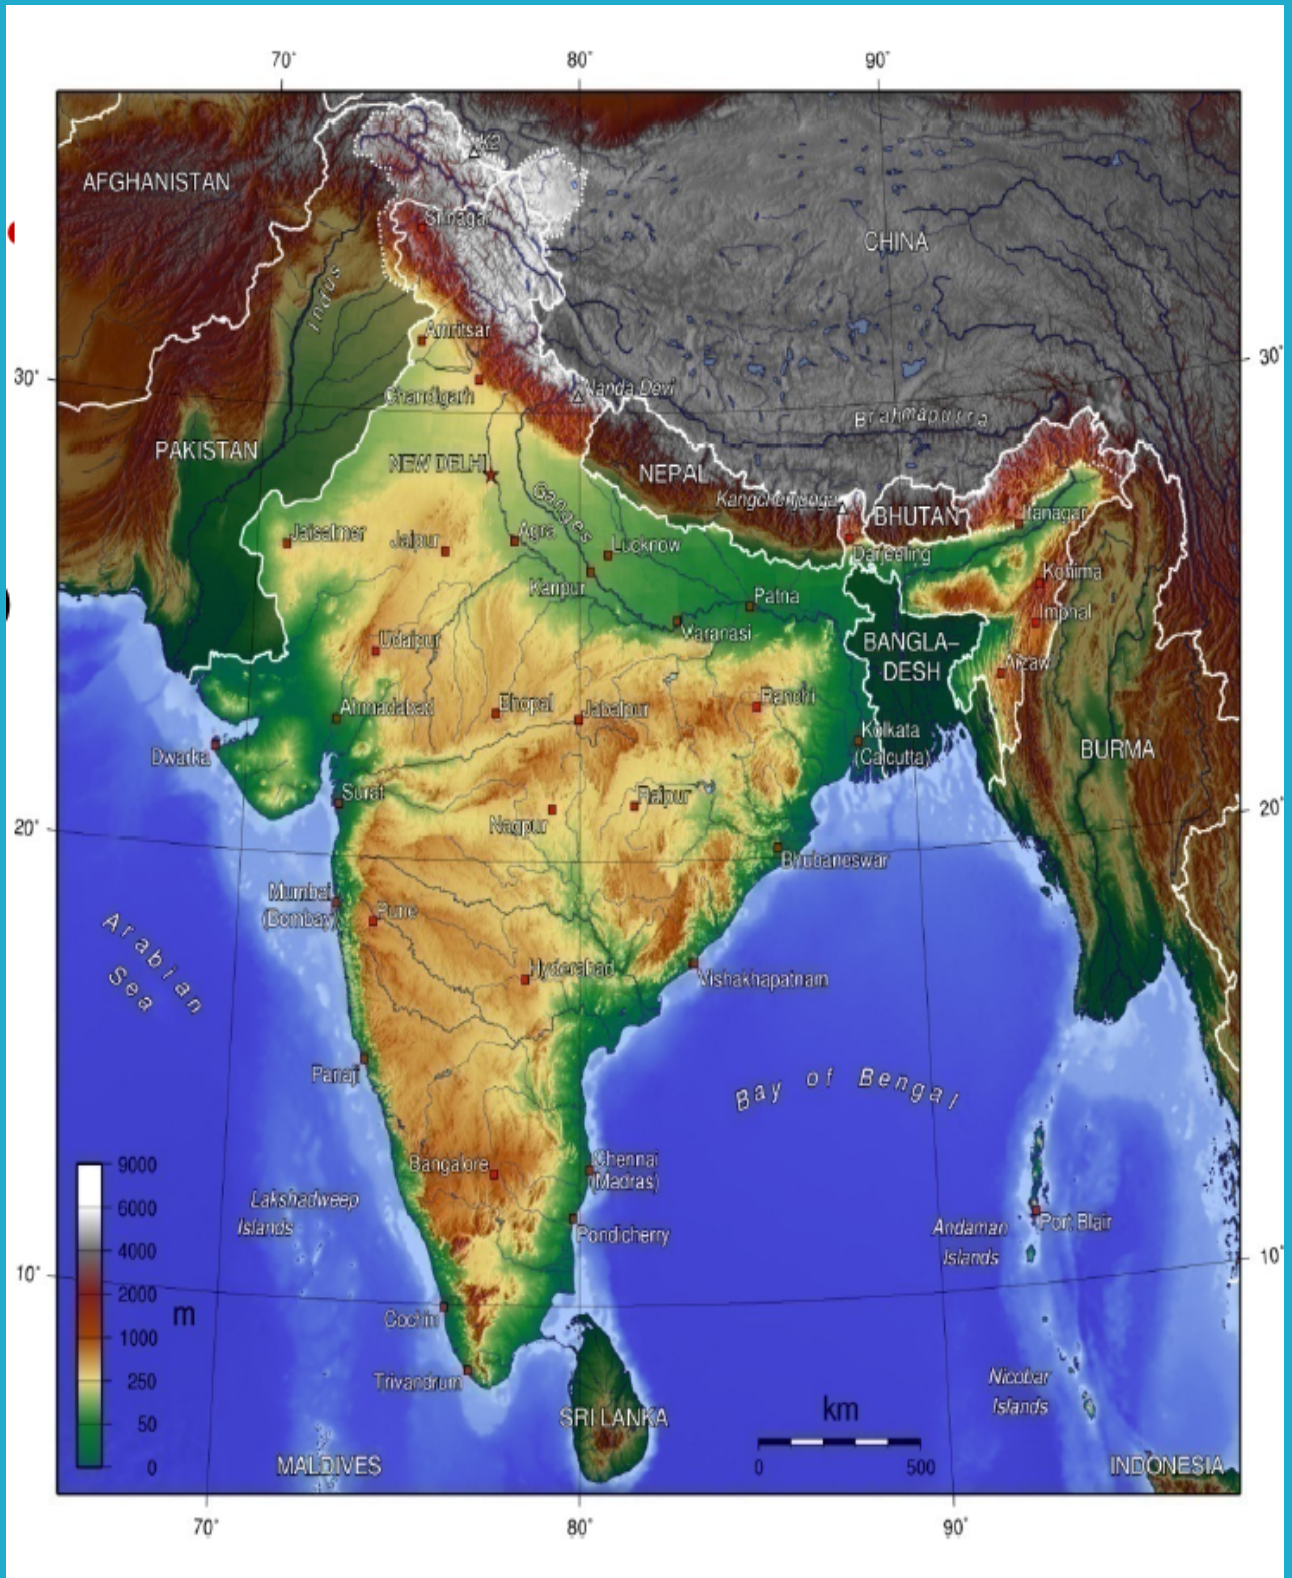 70°
80°
90°
K2
AFGHANISTAN
Srinagar
CHINA
Indus
Amritsar
30°
30°
Chandigarh
Nanda Devi
Brahmaputra
PAKISTAN
NEW DELHI
NEPAL
Ganges
Kangchenjunga
BHUTAN
Itanagar
Jaisalmer
Jaipur
Agra
Lucknow
Darjeeling
Kanpur
Kohima
Patna
Imphal
Varanasi
Udaipur
BANGLA–
DESH
Aizawl
Ranchi
Ahmadabad
Bhopal
Jabalpur
Kolkata
(Calcutta)
Dwarka
BURMA
Surat
Raipur
20°
20°
Nagpur
Bhubaneswar
Mumbai
(Bombay)
Pune
Arabian
Sea
Hyderabad
Vishakhapatnam
Panaji
Bay of Bengal
Bangalore
Chennai
(Madras)
9000
6000
4000
2000
1000
250
50
0
m
Lakshadweep
Islands
Pondicherry
Andaman
Islands
Port Blair
10°
10°
Cochin
Trivandrum
Nicobar
Islands
SRI LANKA
km
0
500
MALDIVES
INDONESIA
70°
80°
90°